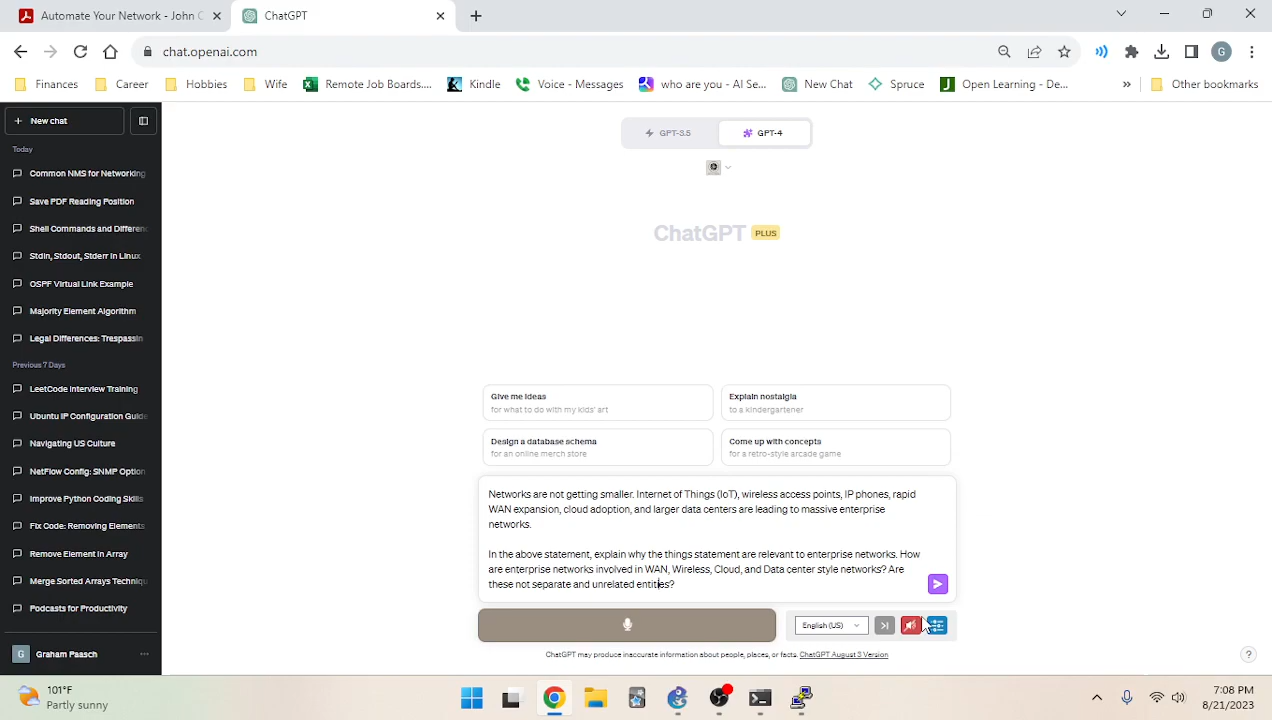 Automate Your Network - John C
ChatGPT
chat.openai.com
G
Finances
Career
Hobbies
Wife
Remote Job Boards....
Kindle
Voice - Messages
who are you - AI Se...
New Chat
Spruce
Open Learning - De...
»
Other bookmarks
+ New chat
GPT-3.5
GPT-4
Today
Common NMS for Networking
Save PDF Reading Position
Shell Commands and Differenc
Stdin, Stdout, Stderr in Linux
OSPF Virtual Link Example
Majority Element Algorithm
Legal Differences: Trespassin
Previous 7 Days
LeetCode Interview Training
Ubuntu IP Configuration Guide
Navigating US Culture
NetFlow Config: SNMP Option
Improve Python Coding Skills
Fix Code: Removing Elements
Remove Element in Array
Merge Sorted Arrays Techniqu
Podcasts for Productivity
G Graham Paasch ...
ChatGPT PLUS
Give me ideas
for what to do with my kids' art
Explain nostalgia
to a kindergartener
Design a database schema
for an online merch store
Come up with concepts
for a retro-style arcade game
Networks are not getting smaller. Internet of Things (IoT), wireless access points, IP phones, rapid
WAN expansion, cloud adoption, and larger data centers are leading to massive enterprise
networks.
In the above statement, explain why the things statement are relevant to enterprise networks. How
are enterprise networks involved in WAN, Wireless, Cloud, and Data center style networks? Are
these not separate and unrelated entities?
English (US)
ChatGPT may produce inaccurate information about people, places, or facts. ChatGPT August 3 Version
?
101°F
Partly sunny
7:08 PM
8/21/2023